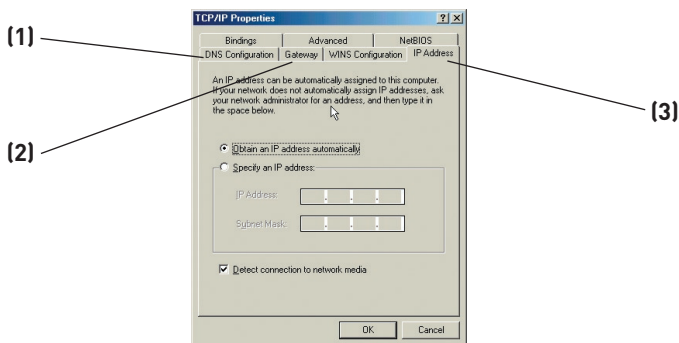 TCP/IP Properties
Bindings Advanced NetBIOS
DNS Configuration Gateway WINS Configuration IP Address
An IP address can be automatically assigned to this computer.
If your network does not automatically assign IP addresses, ask
your network administrator for an address, and then type it in
the space below.
Obtain an IP address automatically
Specify an IP address:
IP Address:
Subnet Mask:
Detect connection to network media
OK Cancel
(1)
(2)
(3)